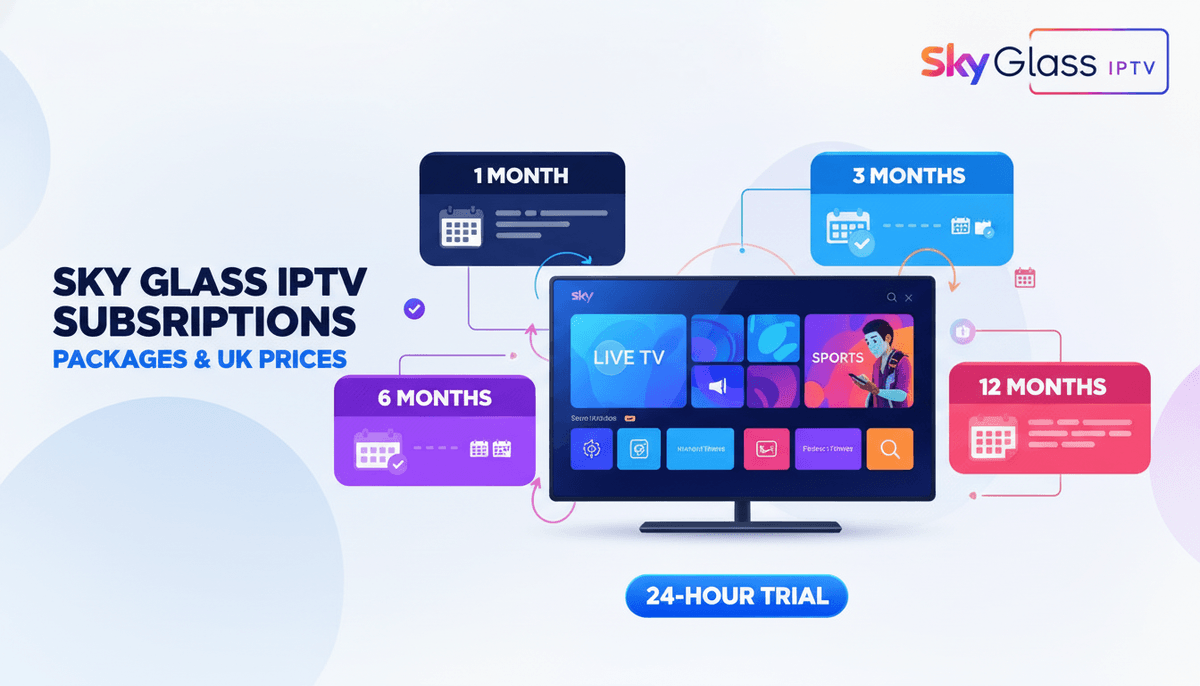 Sky Glass IPTV
1 MONTH
3 MONTHS
SKY GLASS IPTV
SUBSRIPTIONS
PACKAGES & UK PRICES
sky
LIVE TV
SPORTS
6 MONTHS
12 MONTHS
24-HOUR TRIAL